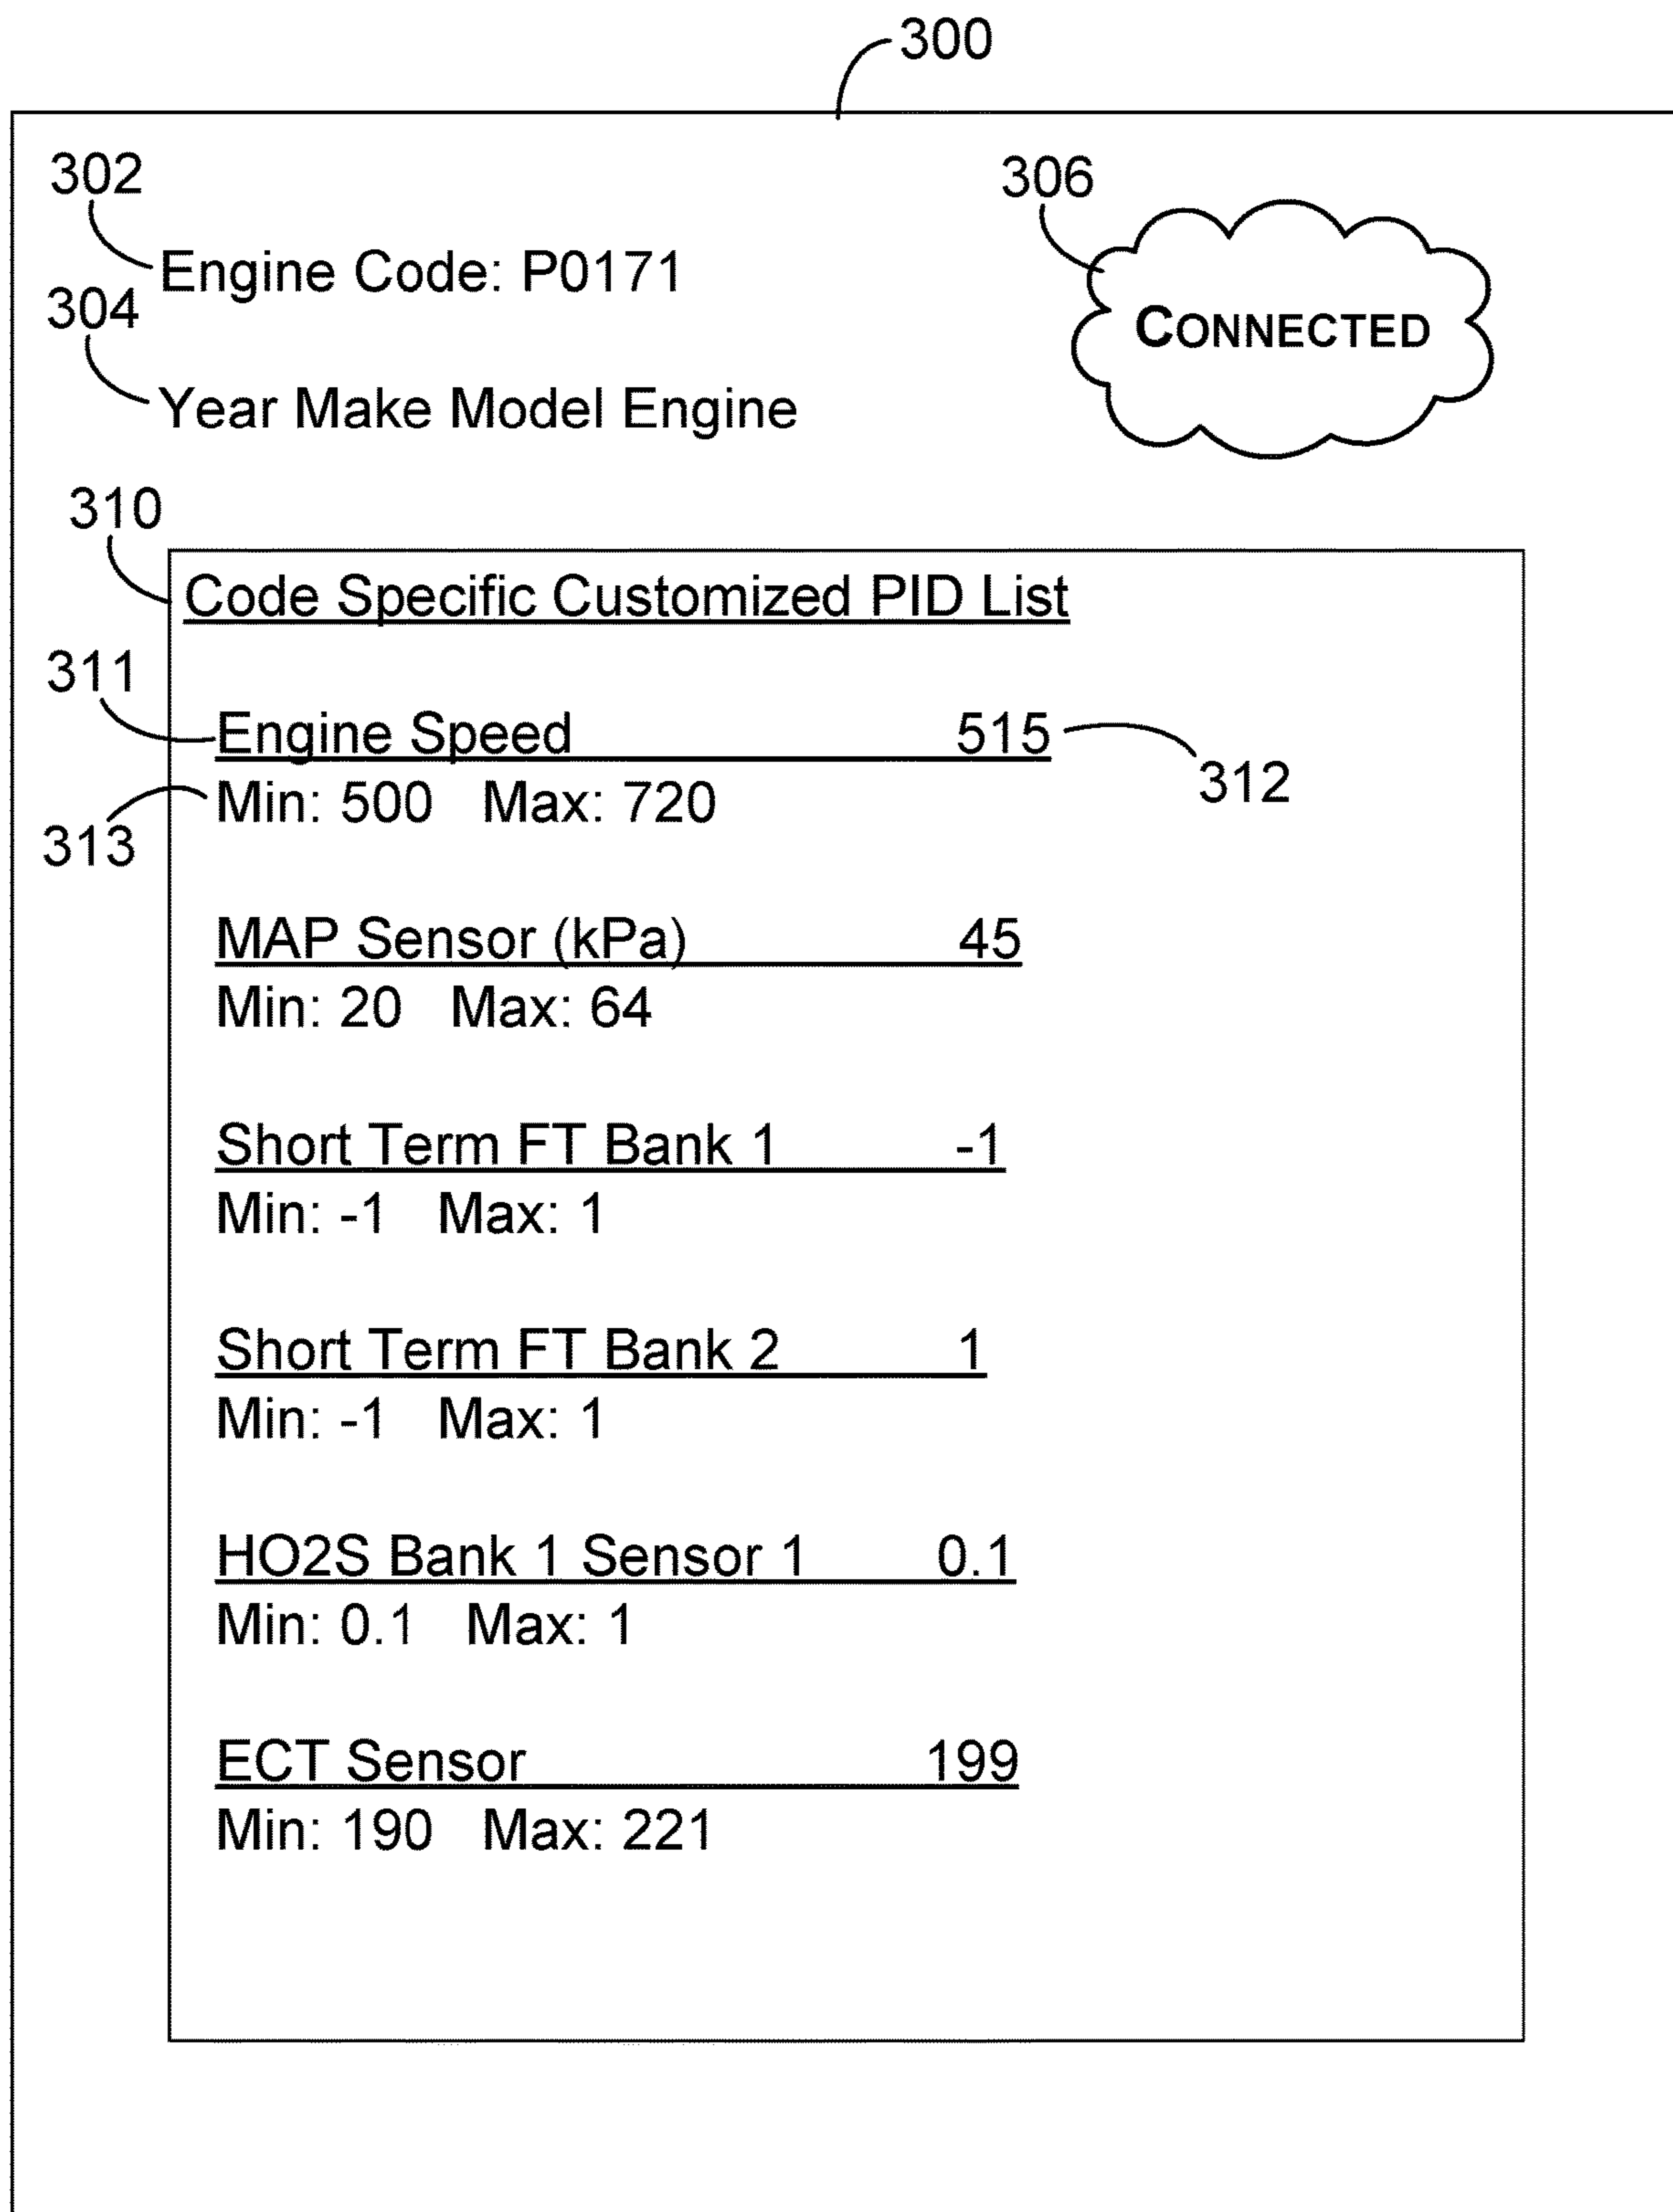 300
302
306
Engine Code: P0171
304
CONNECTED
Year Make Model Engine
310
Code Specific Customized PID List
311
Engine Speed 515
312
Min: 500 Max: 720
313
MAP Sensor (kPa) 45
Min: 20 Max: 64
Short Term FT Bank 1 -1
Min: -1 Max: 1
Short Term FT Bank 2 1
Min: -1 Max: 1
HO2S Bank 1 Sensor 1 0.1
Min: 0.1 Max: 1
ECT Sensor 199
Min: 190 Max: 221